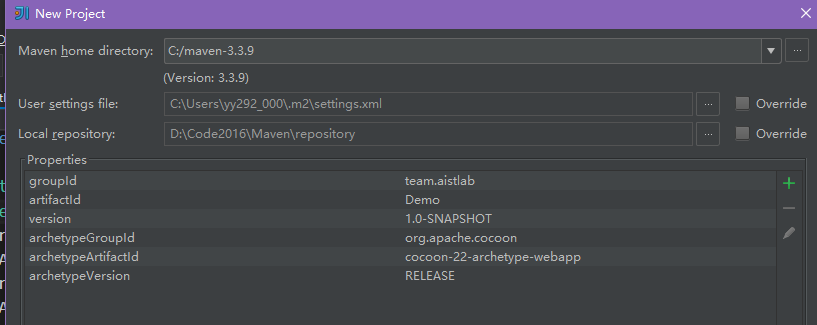 New Project
Maven home directory: C:/maven-3.3.9
(Version: 3.3.9)
User settings file: C:\Users\yy292_000\.m2\settings.xml Override
Local repository: D:\Code2016\Maven\repository Override
Properties
groupId team.aistlab
artifactId Demo
version 1.0-SNAPSHOT
archetypeGroupId org.apache.cocoon
archetypeArtifactId cocoon-22-archetype-webapp
archetypeVersion RELEASE